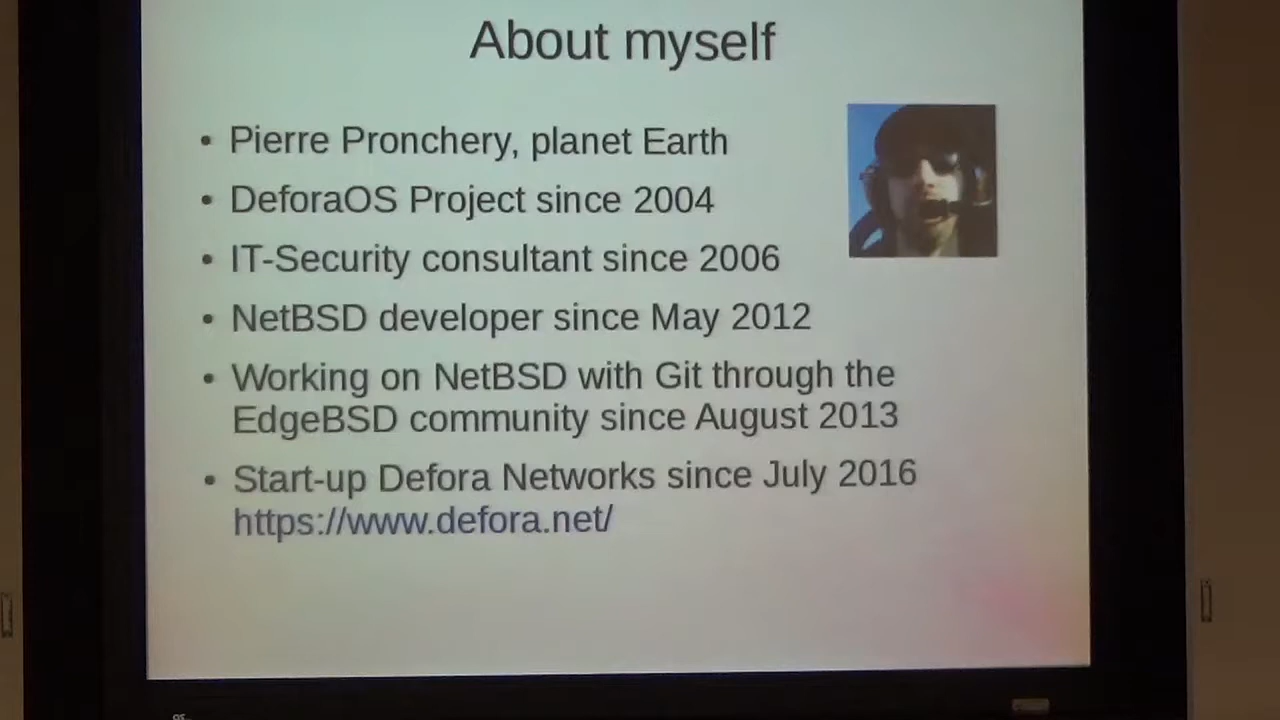 About myself
Pierre Pronchery, planet Earth
DeforaOS Project since 2004
IT-Security consultant since 2006
NetBSD developer since May 2012
Working on NetBSD with Git through the
EdgeBSD community since August 2013
Start-up Defora Networks since July 2016
https://www.defora.net/